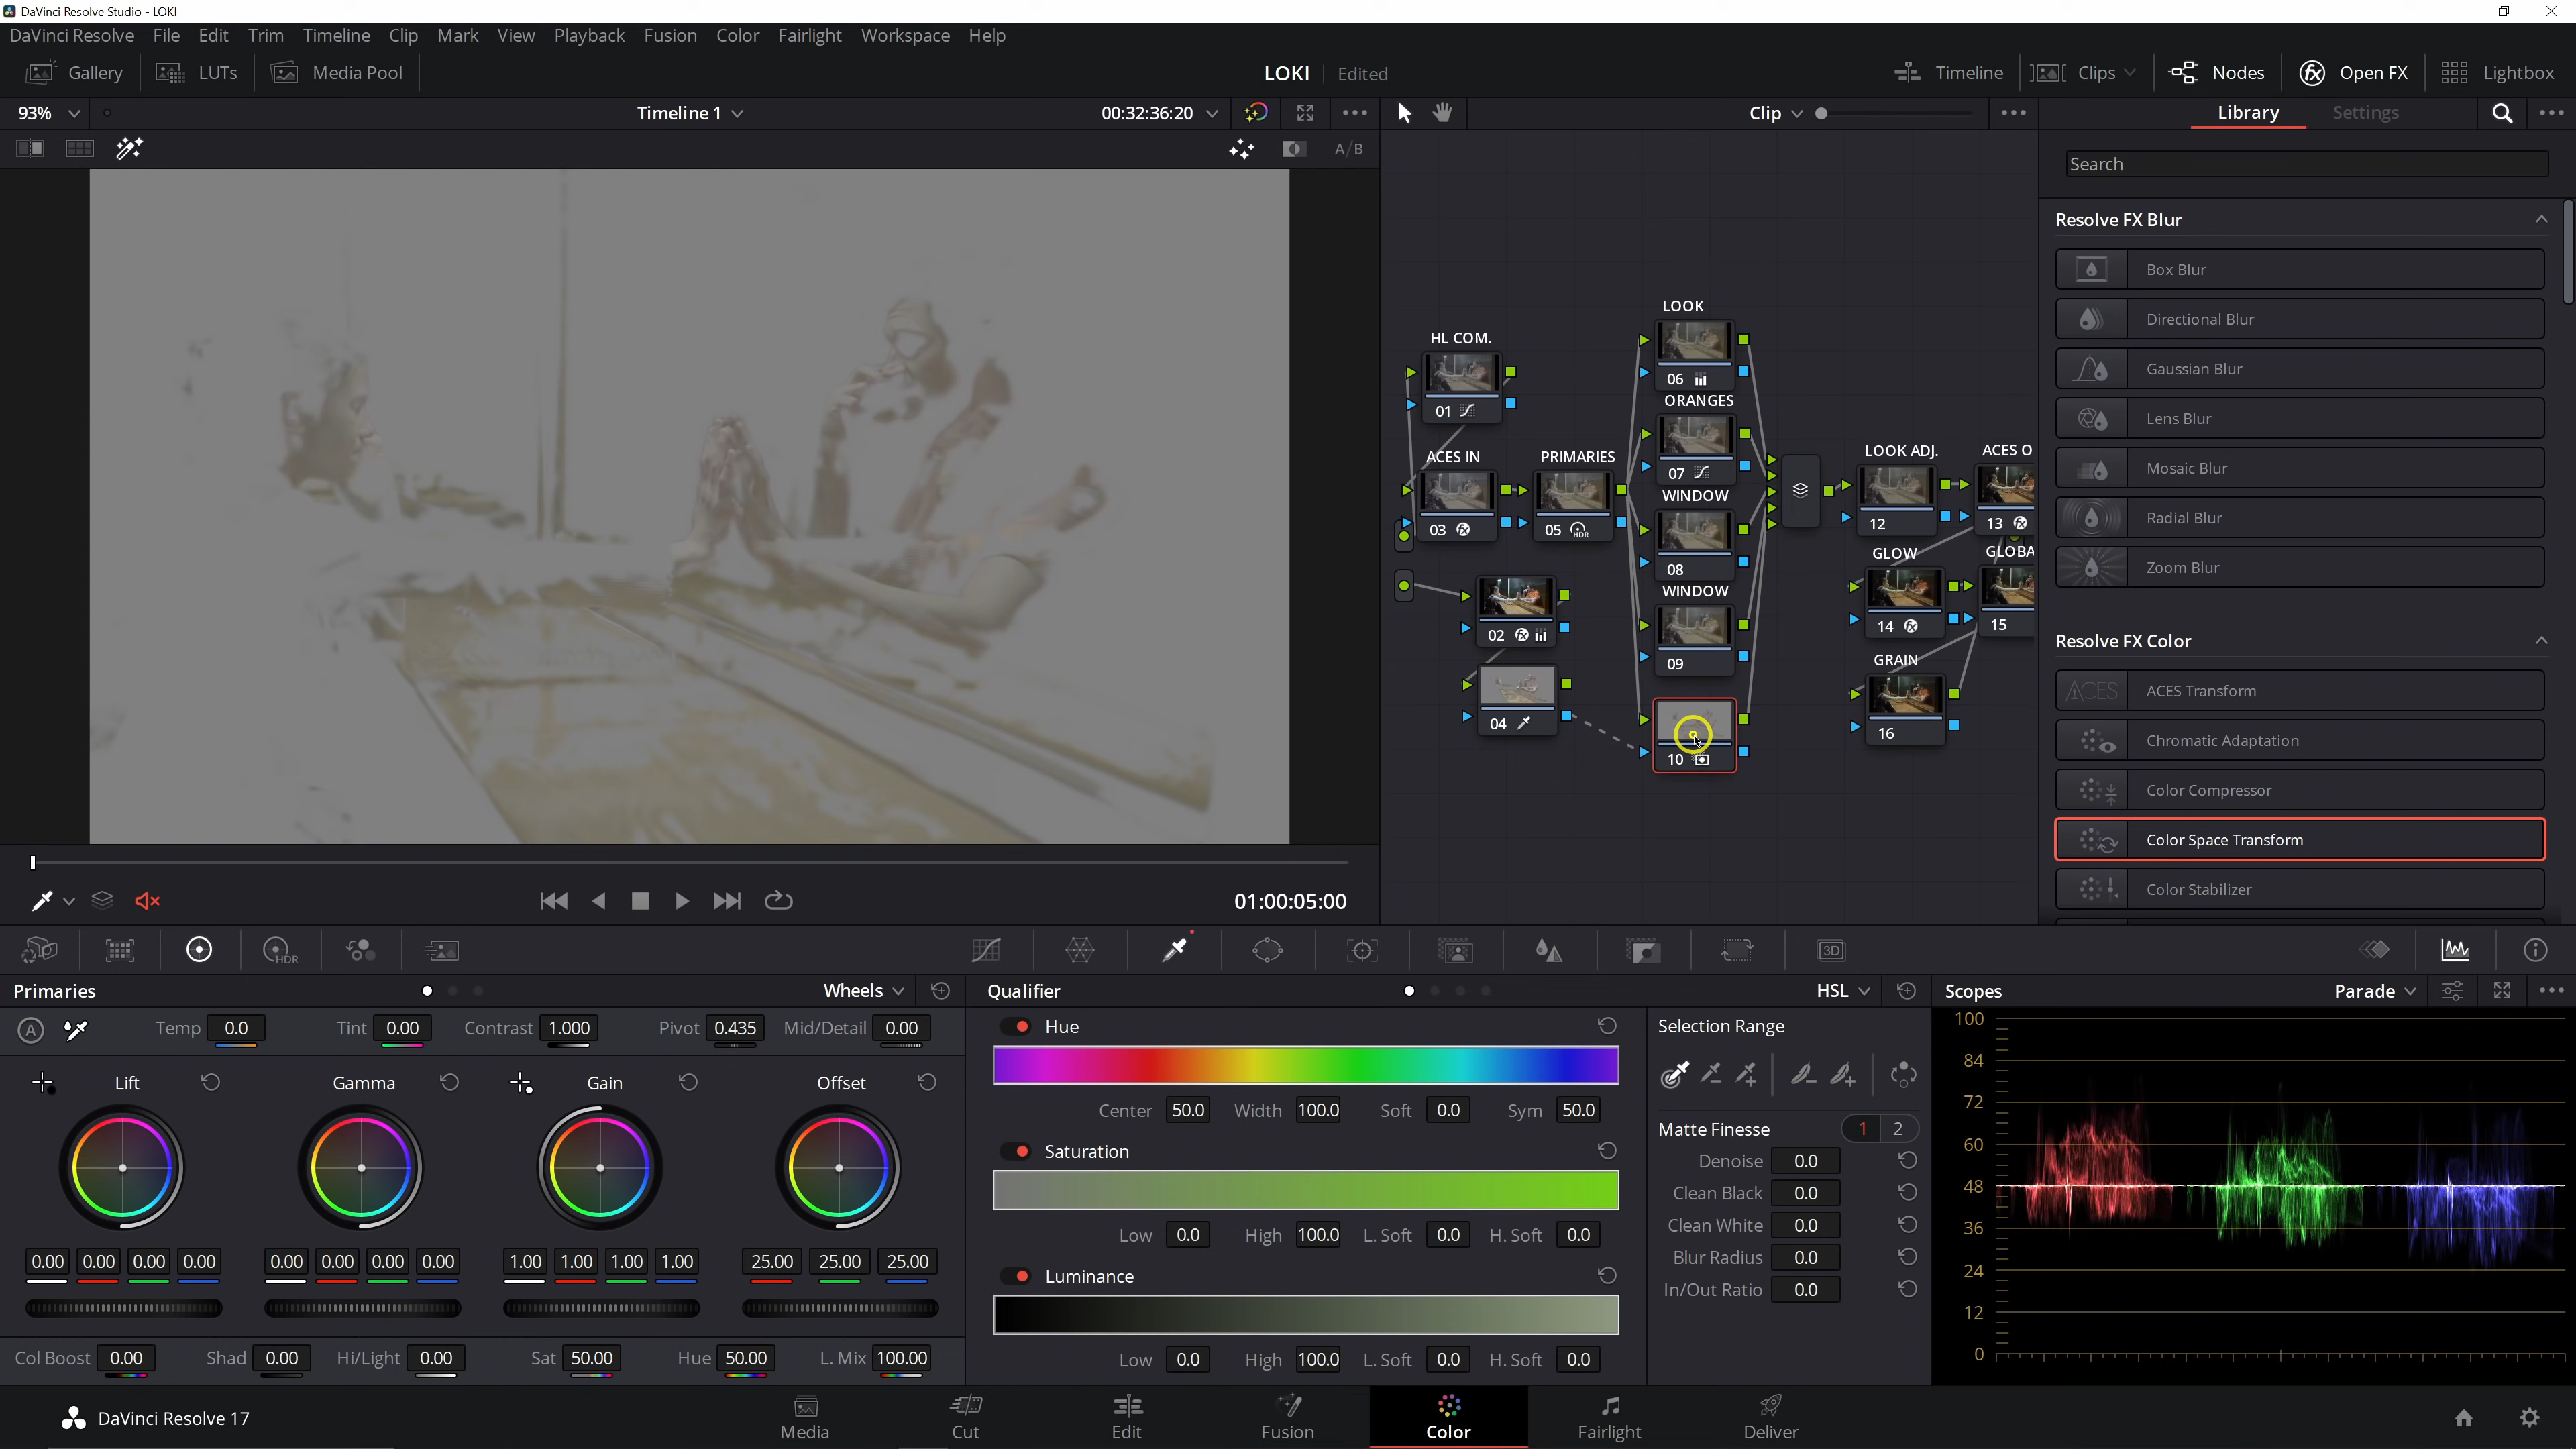 DaVinci Resolve Studio - LOKI
DaVinci Resolve File Edit Trim Timeline Clip Mark View Playback Fusion Color Fairlight Workspace Help
Gallery LUTs Media Pool LOKI Edited Timeline Clips Nodes Open FX Lightbox
93% Timeline 1 00:32:36:20 Clip Library Settings
A/B
Search
Resolve FX Blur
Box Blur
Directional Blur
Gaussian Blur
Lens Blur
Mosaic Blur
Radial Blur
Zoom Blur
Resolve FX Color
ACES ACES Transform
Chromatic Adaptation
Color Compressor
Color Space Transform
Color Stabilizer
LOOK
HL COM.
06
ORANGES
01
ACES IN PRIMARIES LOOK ADJ. ACES O
07
WINDOW
03 05 HDR 12 13
GLOW GLOBA
08
WINDOW
02 14 15
GRAIN
09
04 16
10
01:00:05:00
HDR 3D
Primaries Wheels Qualifier HSL Scopes Parade
A Temp 0.0 Tint 0.00 Contrast 1.000 Pivot 0.435 Mid/Detail 0.00
Lift Gamma Gain Offset
0.00 0.00 0.00 0.00 0.00 0.00 0.00 0.00 1.00 1.00 1.00 1.00 25.00 25.00 25.00
Col Boost 0.00 Shad 0.00 Hi/Light 0.00 Sat 50.00 Hue 50.00 L. Mix 100.00
Hue
Center 50.0 Width 100.0 Soft 0.0 Sym 50.0
Saturation
Low 0.0 High 100.0 L. Soft 0.0 H. Soft 0.0
Luminance
Low 0.0 High 100.0 L. Soft 0.0 H. Soft 0.0
Selection Range
Matte Finesse 1 2
Denoise 0.0
Clean Black 0.0
Clean White 0.0
Blur Radius 0.0
In/Out Ratio 0.0
100
84
72
60
48
36
24
12
0
DaVinci Resolve 17 Media Cut Edit Fusion Color Fairlight Deliver